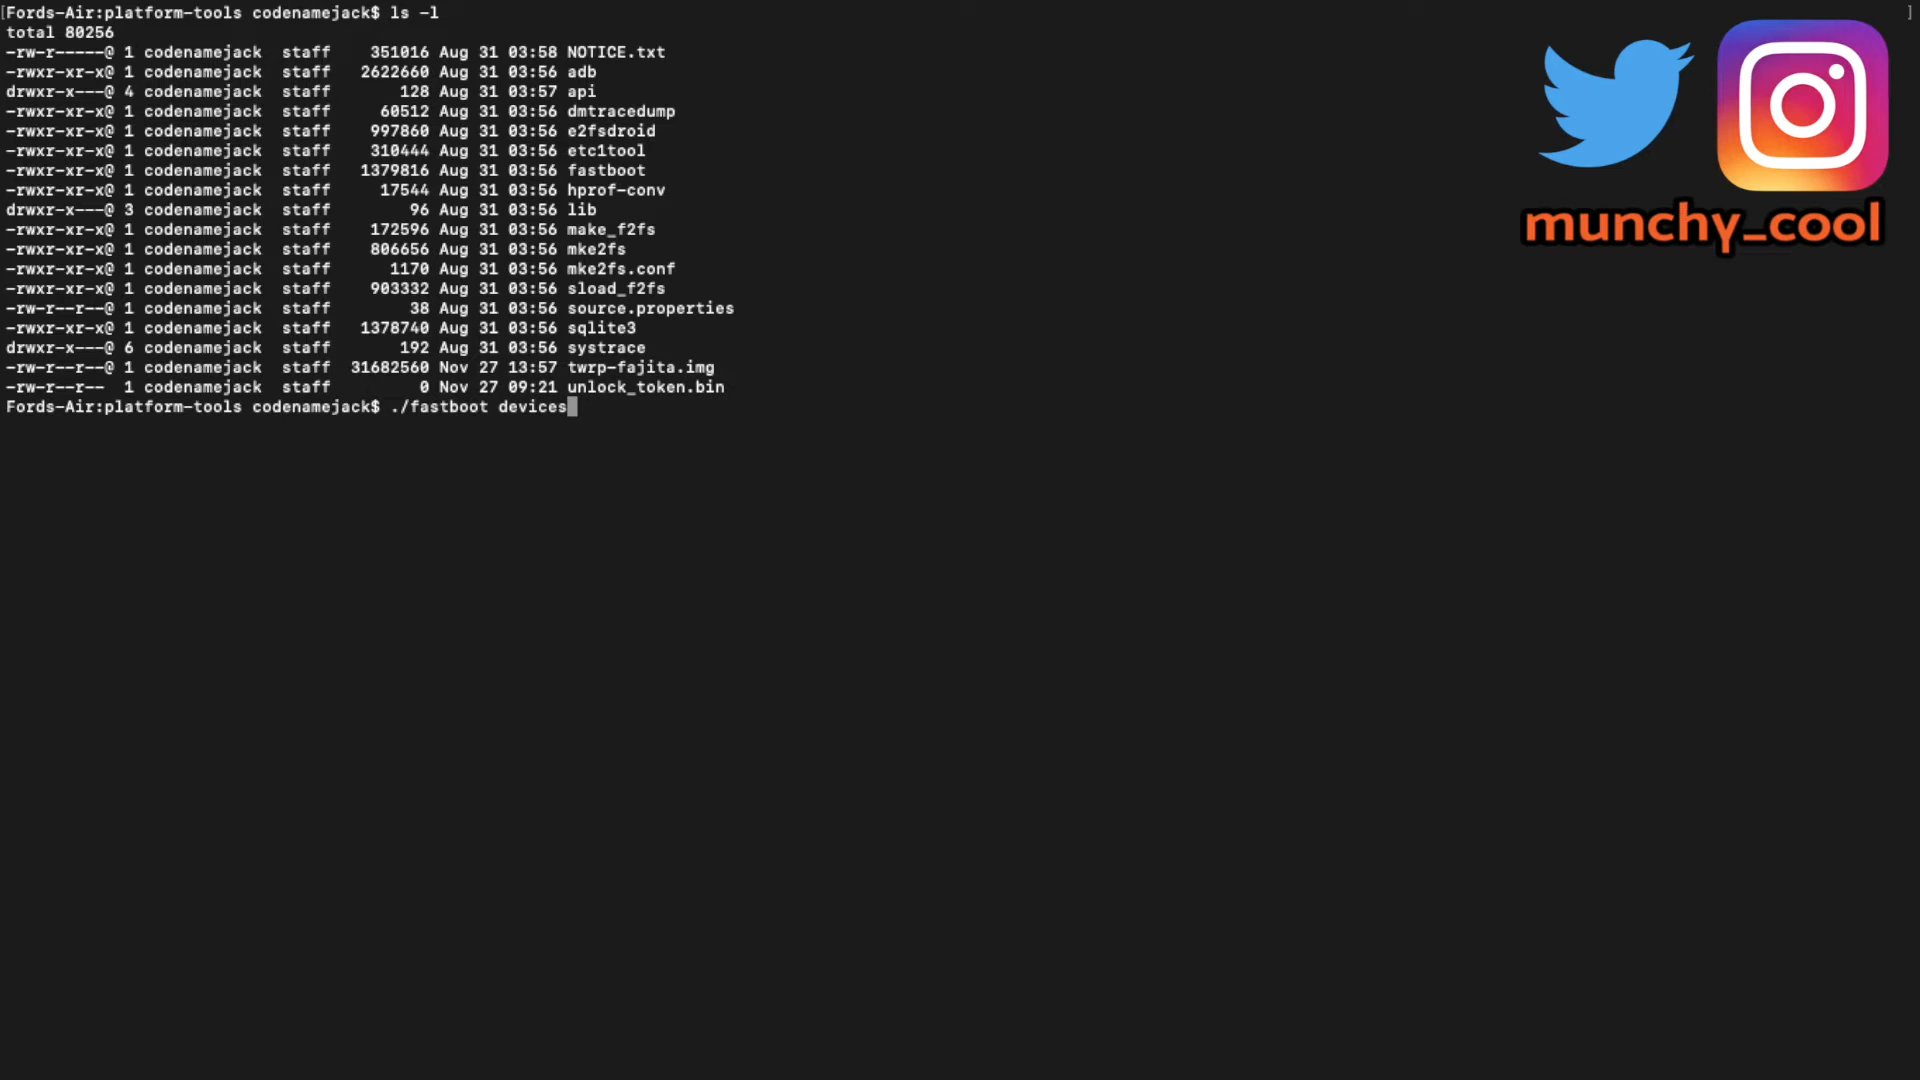 [Fords-Air:platform-tools codenamejack$ ls -l ]
total 80256
-rw-r-----@ 1 codenamejack  staff    351016 Aug 31 03:58 NOTICE.txt
-rwxr-xr-x@ 1 codenamejack  staff   2622660 Aug 31 03:56 adb
drwxr-x---@ 4 codenamejack  staff       128 Aug 31 03:57 api
-rwxr-xr-x@ 1 codenamejack  staff     60512 Aug 31 03:56 dmtracedump
-rwxr-xr-x@ 1 codenamejack  staff    997860 Aug 31 03:56 e2fsdroid
-rwxr-xr-x@ 1 codenamejack  staff    310444 Aug 31 03:56 etc1tool
-rwxr-xr-x@ 1 codenamejack  staff   1379816 Aug 31 03:56 fastboot
-rwxr-xr-x@ 1 codenamejack  staff     17544 Aug 31 03:56 hprof-conv
drwxr-x---@ 3 codenamejack  staff        96 Aug 31 03:56 lib
-rwxr-xr-x@ 1 codenamejack  staff    172596 Aug 31 03:56 make_f2fs
-rwxr-xr-x@ 1 codenamejack  staff    806656 Aug 31 03:56 mke2fs
-rwxr-xr-x@ 1 codenamejack  staff      1170 Aug 31 03:56 mke2fs.conf
-rwxr-xr-x@ 1 codenamejack  staff    903332 Aug 31 03:56 sload_f2fs
-rw-r--r--@ 1 codenamejack  staff        38 Aug 31 03:56 source.properties
-rwxr-xr-x@ 1 codenamejack  staff   1378740 Aug 31 03:56 sqlite3
drwxr-x---@ 6 codenamejack  staff       192 Aug 31 03:56 systrace
-rw-r--r--@ 1 codenamejack  staff  31682560 Nov 27 13:57 twrp-fajita.img
-rw-r--r--  1 codenamejack  staff         0 Nov 27 09:21 unlock_token.bin
Fords-Air:platform-tools codenamejack$ ./fastboot devices
munchy_cool